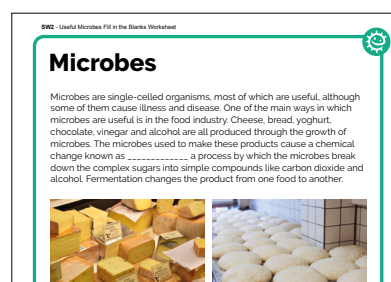 SW2 - Useful Microbes Fill in the Blanks Worksheet
Microbes
Microbes are single-celled organisms, most of which are useful, although
some of them cause illness and disease. One of the main ways in which
microbes are useful is in the food industry. Cheese, bread, yoghurt,
chocolate, vinegar and alcohol are all produced through the growth of
microbes. The microbes used to make these products cause a chemical
change known as _____________ a process by which the microbes break
down the complex sugars into simple compounds like carbon dioxide and
alcohol. Fermentation changes the product from one food to another.